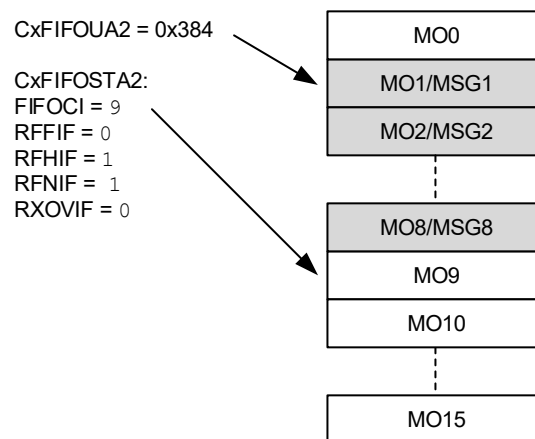 CxFIFOUA2 = 0x384
CxFIFOSTA2:
FIFOCI = 9
RFFIF = 0
RFHIF = 1
RFNIF = 1
RXOVIF = 0
MO0
MO1/MSG1
MO2/MSG2
MO8/MSG8
MO9
MO10
MO15